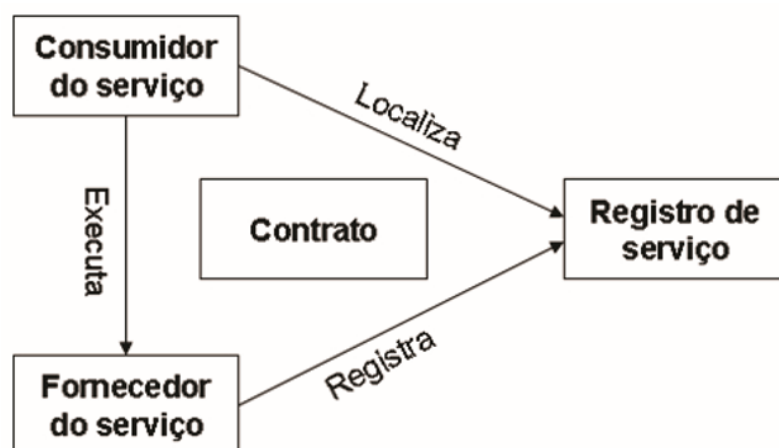 Consumidor
do serviço
Localiza
Executa
Contrato
Registro de
serviço
Registra
Fornecedor
do serviço